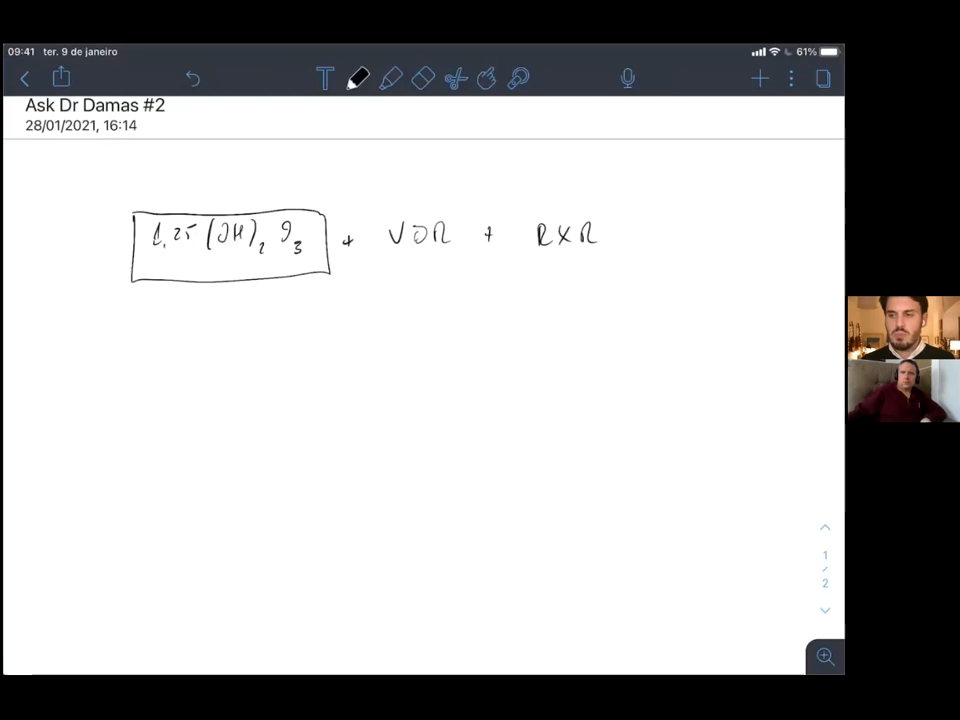 09:41 ter. 9 de janeiro 61%
T
Ask Dr Damas #2
28/01/2021, 16:14
1,25 (OH)2 D3 + VDR + RXR
1
/
2